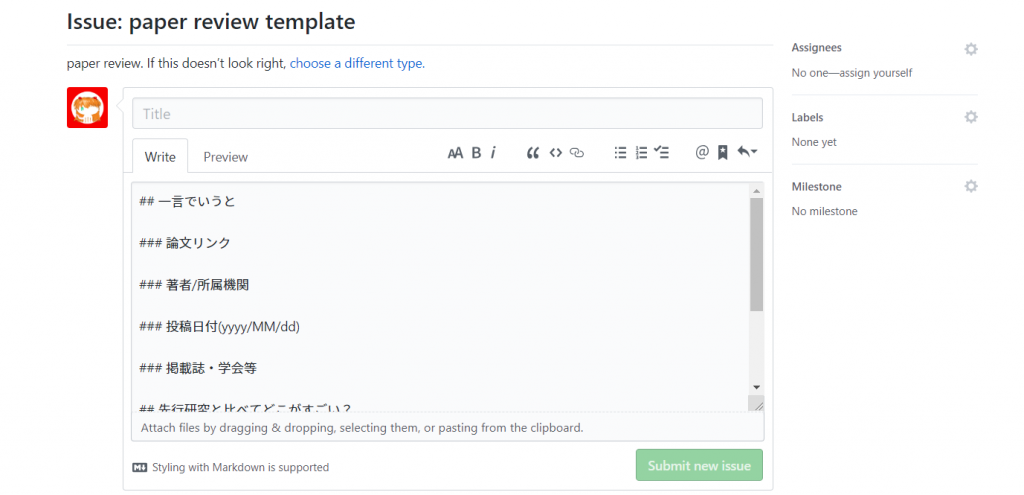 Issue: paper review template
paper review. If this doesn’t look right, choose a different type.
Title
Write Preview
## 一言でいうと
### 論文リンク
### 著者/所属機関
### 投稿日付(yyyy/MM/dd)
### 掲載誌・学会等
## 先行研究と比べてどこがすごい？
Attach files by dragging & dropping, selecting them, or pasting from the clipboard.
Styling with Markdown is supported
Submit new issue
Assignees
No one—assign yourself
Labels
None yet
Milestone
No milestone